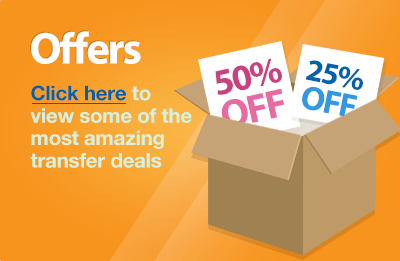 Offers
Click here to
view some of the
most amazing
transfer deals
50%
OFF
25%
OFF